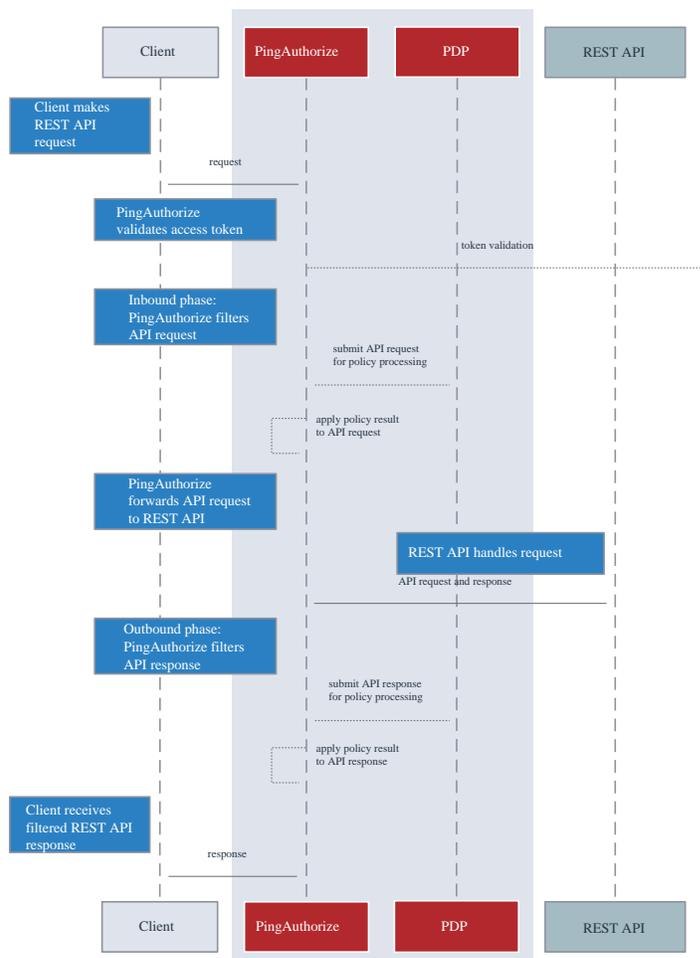 Client
PingAuthorize
PDP
REST API
Client makes
REST API
request
request
PingAuthorize
validates access token
token validation
Inbound phase:
PingAuthorize filters
API request
submit API request
for policy processing
apply policy result
to API request
PingAuthorize
forwards API request
to REST API
REST API handles request
API request and response
Outbound phase:
PingAuthorize filters
API response
submit API response
for policy processing
apply policy result
to API response
Client receives
filtered REST API
response
response
Client
PingAuthorize
PDP
REST API